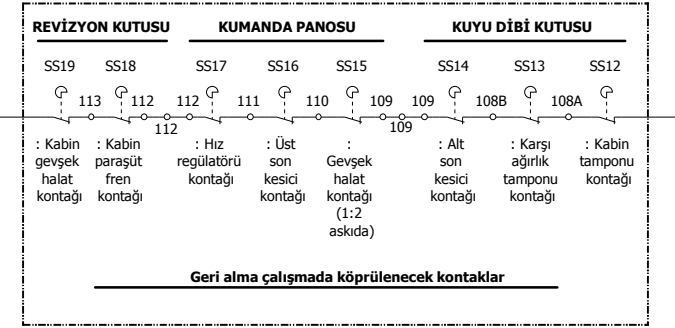 REVİZYON KUTUSU KUMANDA PANOSU KUYU DİBİ KUTUSU
SS19 SS18 SS17 SS16 SS15 SS14 SS13 SS12
113 112 112 111 110 109 109 108B 108A
112 109
: Kabin gevşek halat kontağı
: Kabin paraşüt fren kontağı
: Hız regülatörü kontağı
: Üst son kesici kontağı
: Gevşek halat kontağı (1:2 askıda)
: Alt son kesici kontağı
: Karşı ağırlık tamponu kontağı
: Kabin tamponu kontağı
Geri alma çalışmada köprülenecek kontaklar